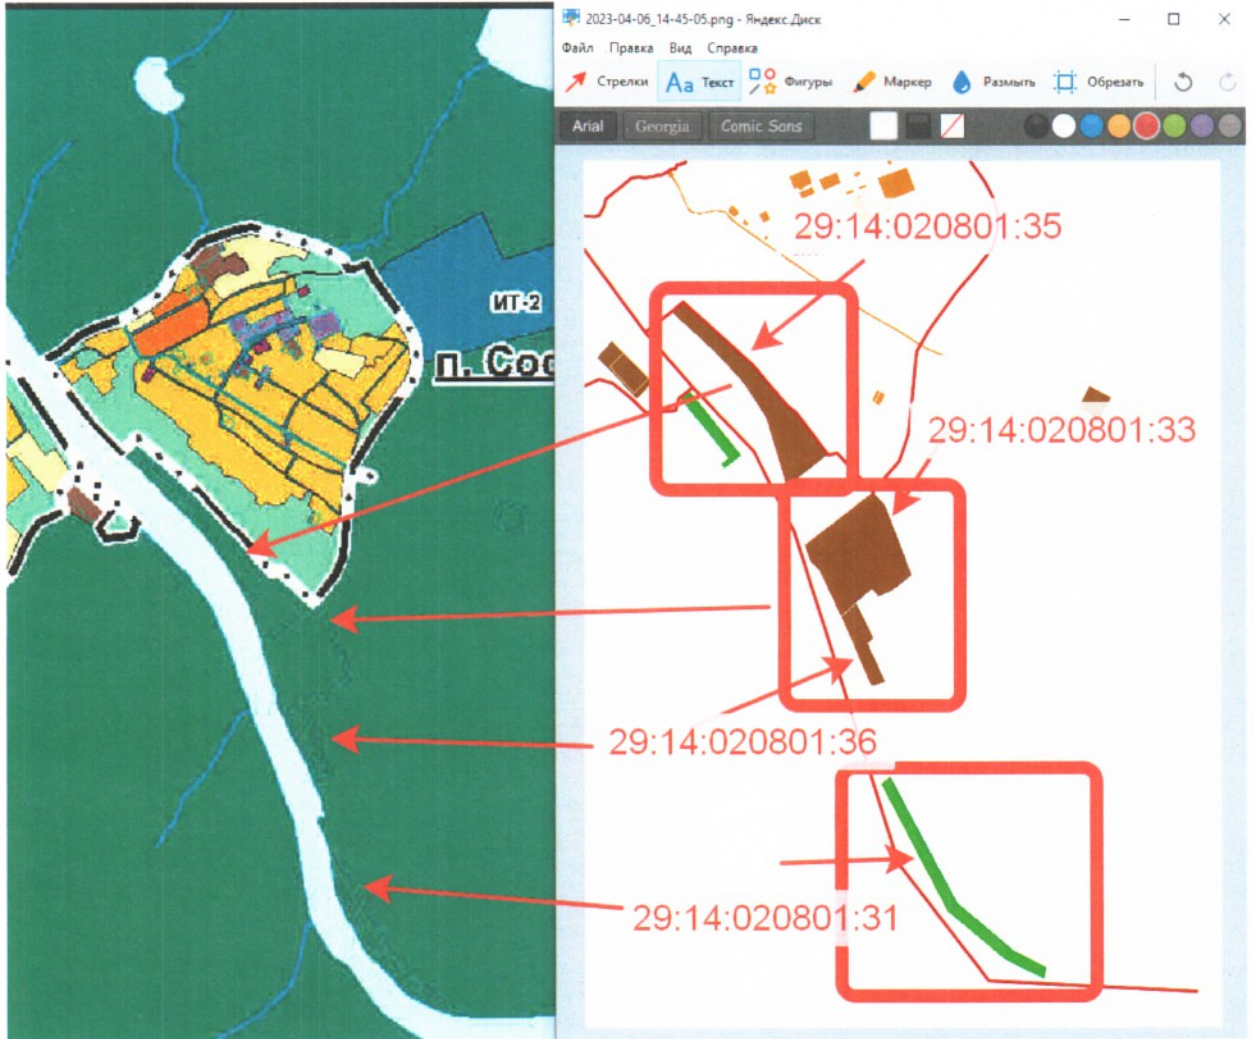 2023-04-06_14-45-05.png - Яндекс.Диск
Файл Правка Вид Справка
Стрелки Текст Фигуры Маркер Размыть Обрезать
Arial Georgia Comic Sans
29:14:020801:35
ИТ-2
п. Сос
29:14:020801:33
29:14:020801:36
29:14:020801:31